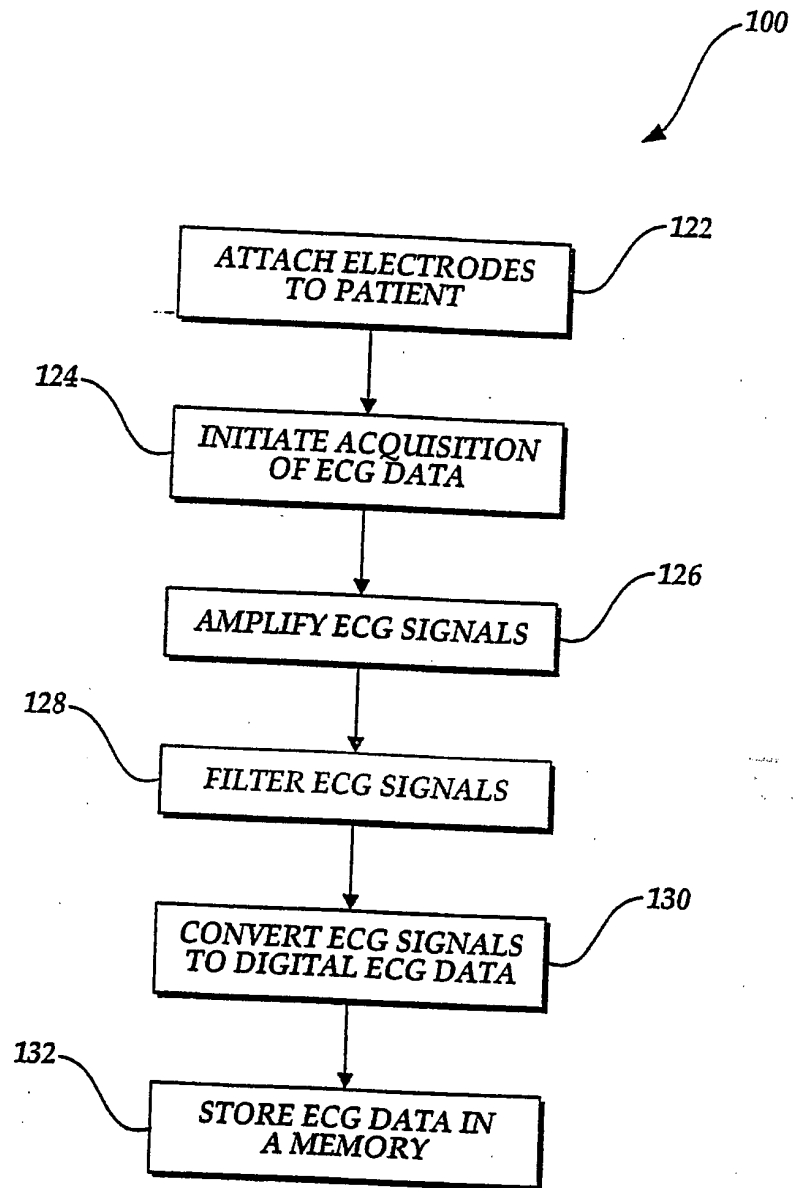 100
ATTACH ELECTRODES
TO PATIENT
122
124
INITIATE ACQUISITION
OF ECG DATA
126
AMPLIFY ECG SIGNALS
128
FILTER ECG SIGNALS
130
CONVERT ECG SIGNALS
TO DIGITAL ECG DATA
132
STORE ECG DATA IN
A MEMORY